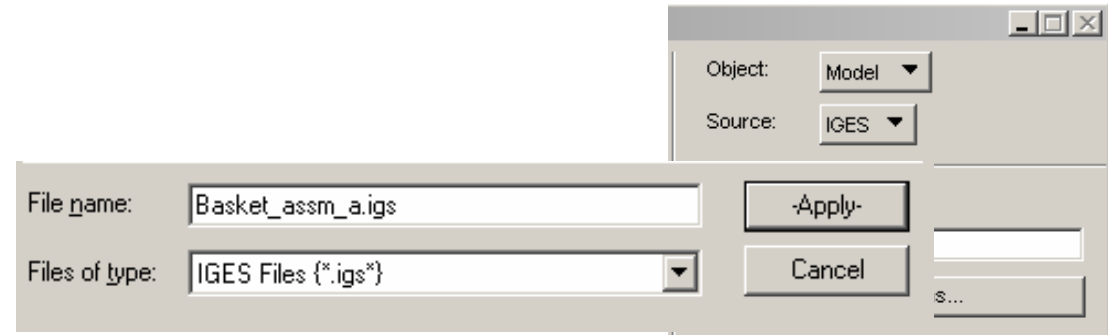 Object: Model
Source: IGES
File name: Basket_assm_a.igs -Apply-
Files of type: IGES Files {*.igs*} Cancel
s...